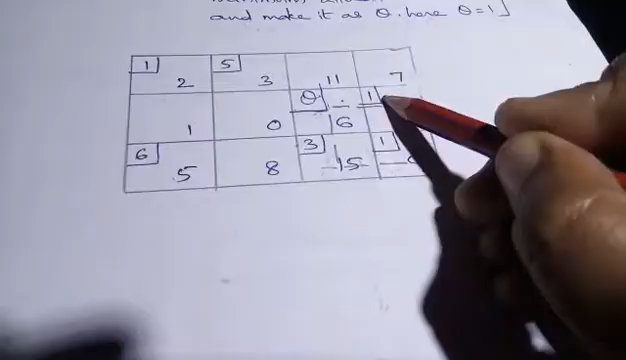 and make it as θ. here θ = 1
1 2 5 3 11 7
1 0 θ 16 1
6 5 8 3 15 1